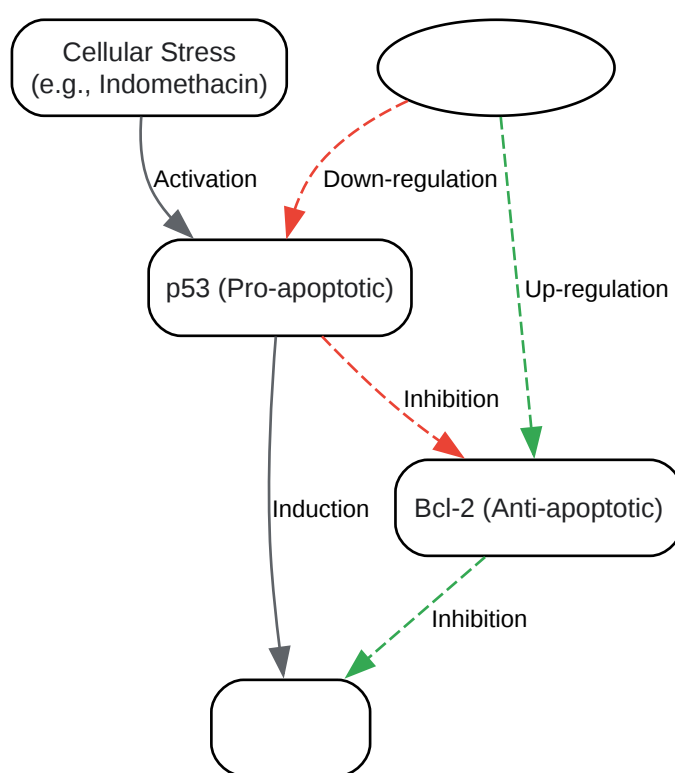 Cellular Stress
(e.g., Indomethacin)
Activation
Down-regulation
p53 (Pro-apoptotic)
Up-regulation
Inhibition
Bcl-2 (Anti-apoptotic)
Induction
Inhibition